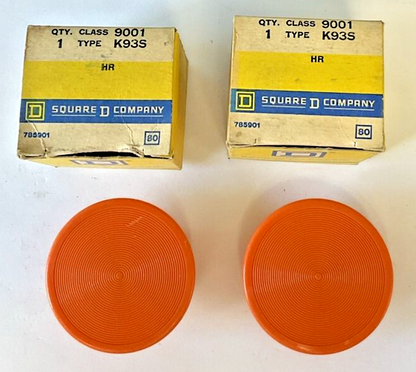 QTY. CLASS 9001
1 TYPE K93S
HR
D SQUARE D COMPANY
785901 80
QTY. CLASS 9001
1 TYPE K93S
HR
D SQUARE D COMPANY
785901 80